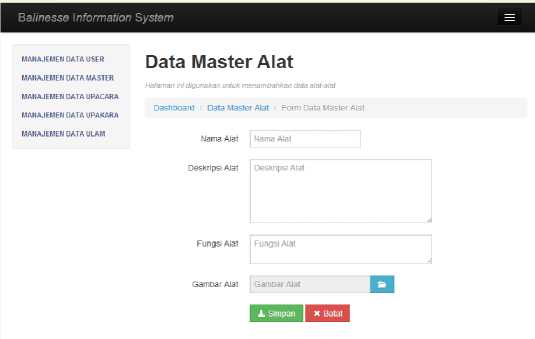 Balinesse Information System
MANAJEMEN DATA USER
MANAJEMEN DATA MASTER
MANAJEMEN DATA UPACARA
MANAJEMEN DATA UPAKARA
MANAJEMEN DATA ULAM
Data Master Alat
Halaman ini digunakan untuk menambahkan data alat-alat
Dashboard / Data Master Alat / Form Data Master Alat
Nama Alat Nama Alat
Deskripsi Alat Deskripsi Alat
Fungsi Alat Fungsi Alat
Gambar Alat Gambar Alat
Simpan Batal